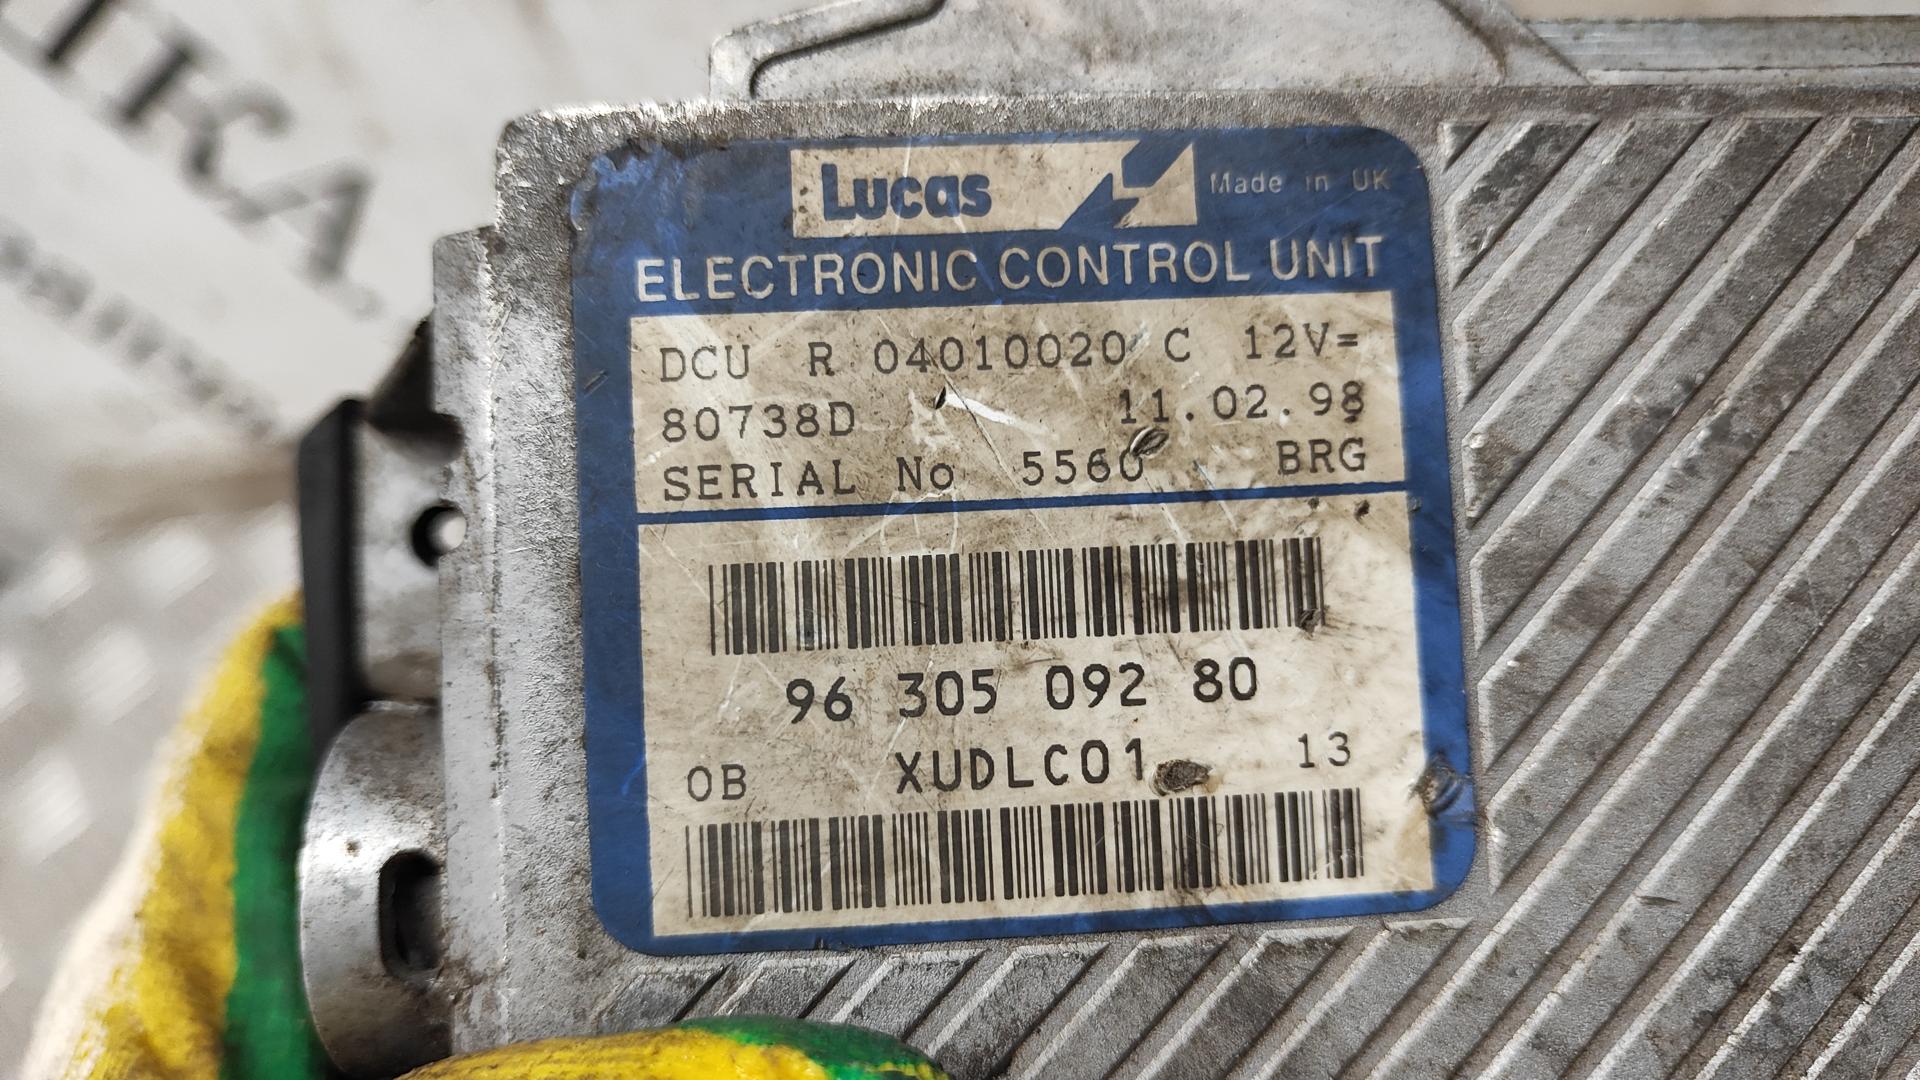 Lucas Made in UK
ELECTRONIC CONTROL UNIT
DCU R 04010020 C 12V=
80738D 11.02.98
SERIAL No 5560 BRG
96 305 092 80
0B XUDLC01 13